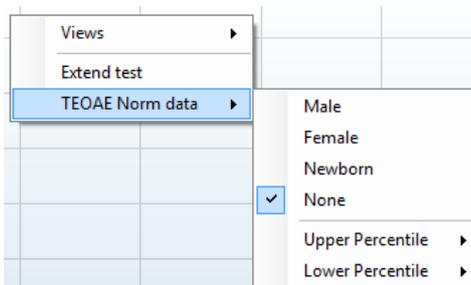 Views
Extend test
TEOAE Norm data
Male
Female
Newborn
None
Upper Percentile
Lower Percentile